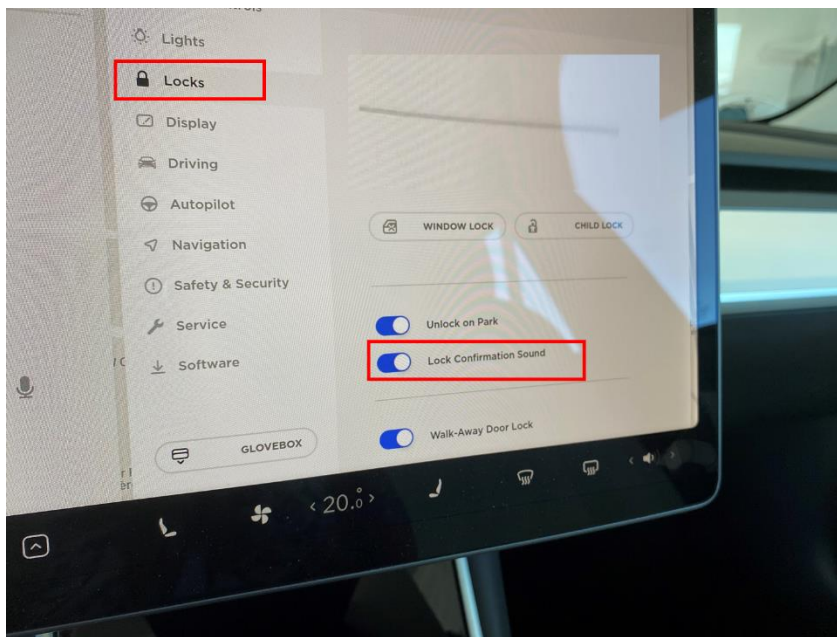 Lights
Locks
Display
Driving
Autopilot
Navigation
Safety & Security
Service
Software
GLOVEBOX
WINDOW LOCK
CHILD LOCK
Unlock on Park
Lock Confirmation Sound
Walk-Away Door Lock
20.0